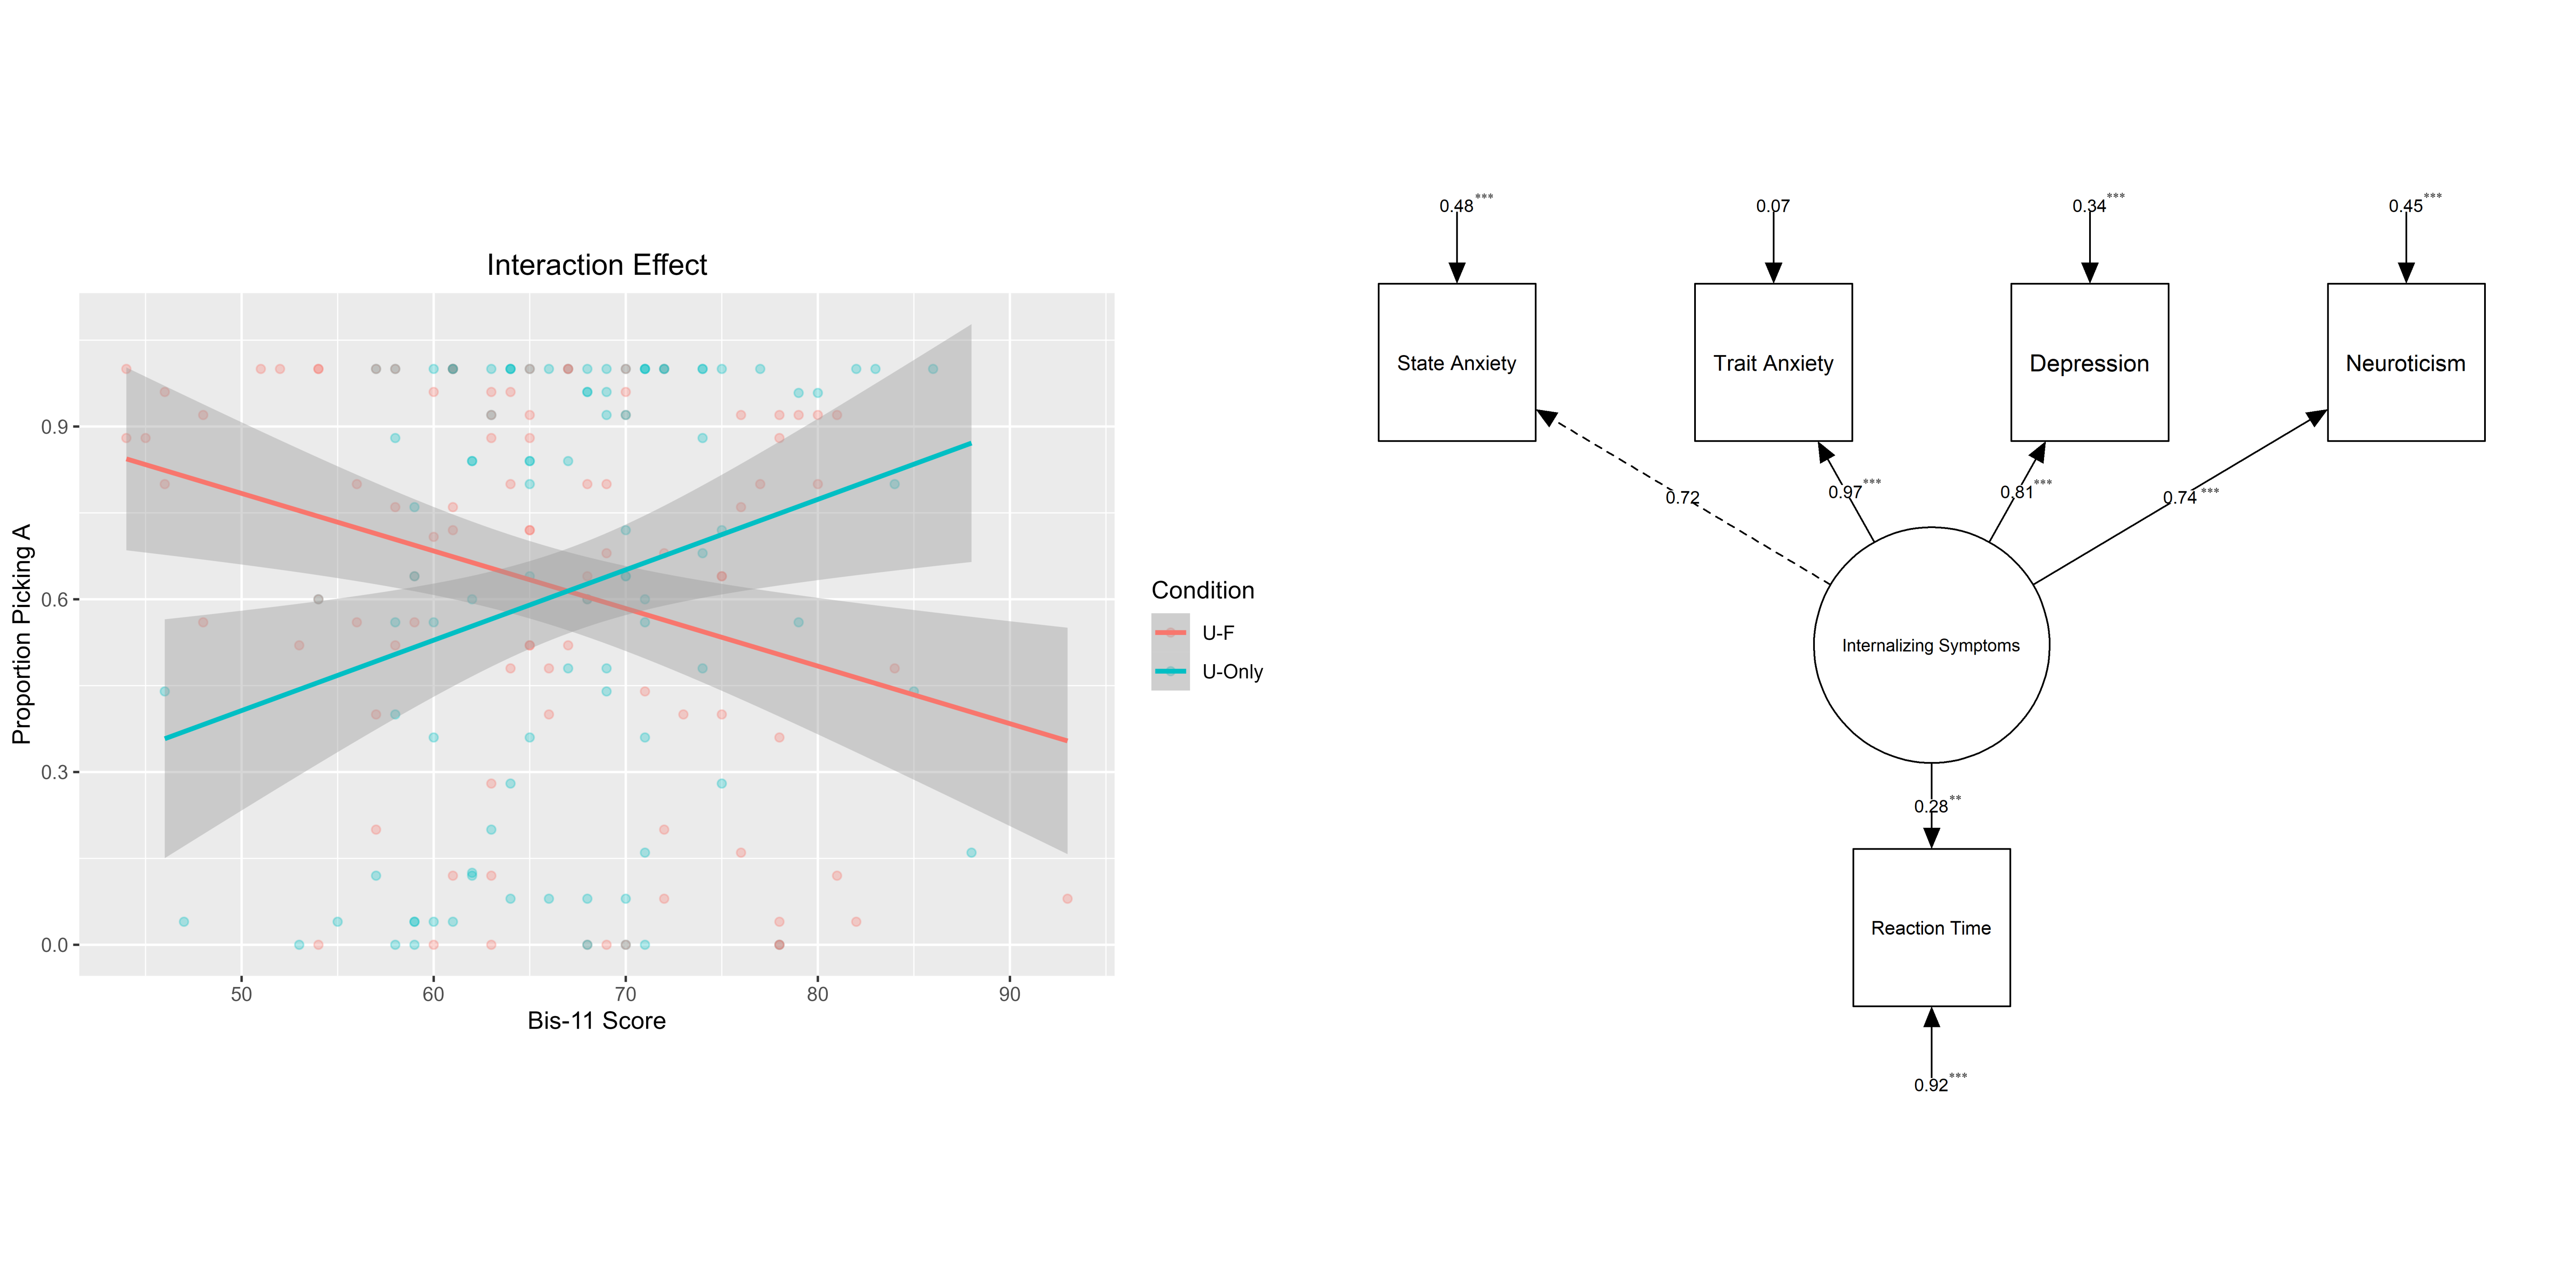 Interaction Effect
Proportion Picking A
0.9
0.6
0.3
0.0
50 60 70 80 90
Bis-11 Score
Condition
U-F
U-Only
0.48*** 0.07 0.34*** 0.45***
State Anxiety Trait Anxiety Depression Neuroticism
0.72 0.97*** 0.81*** 0.74***
Internalizing Symptoms
0.28**
Reaction Time
0.92***